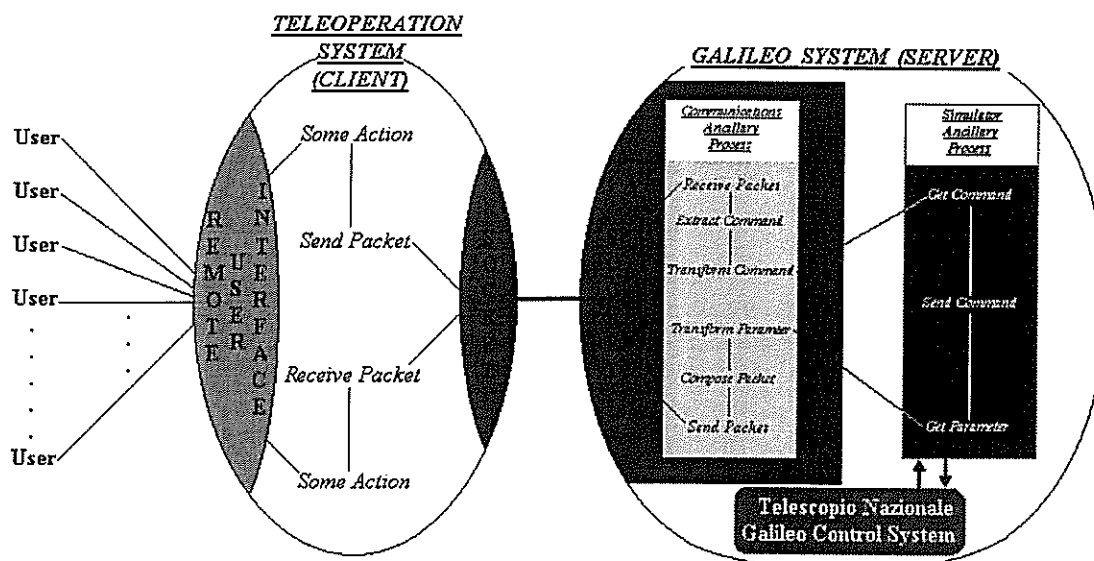 TELEOPERATION
SYSTEM
(CLIENT)
User
User
User
User
User
REMOTE
USER
INTERFACE
Some Action
Send Packet
Receive Packet
Some Action
GALILEO SYSTEM (SERVER)
Communications
Ancillary
Process
Receive Packet
Extract Command
Transform Command
Transform Parameter
Compose Packet
Send Packet
Simulator
Ancillary
Process
Get Command
Send Command
Get Parameter
Telescopio Nazionale
Galileo Control System